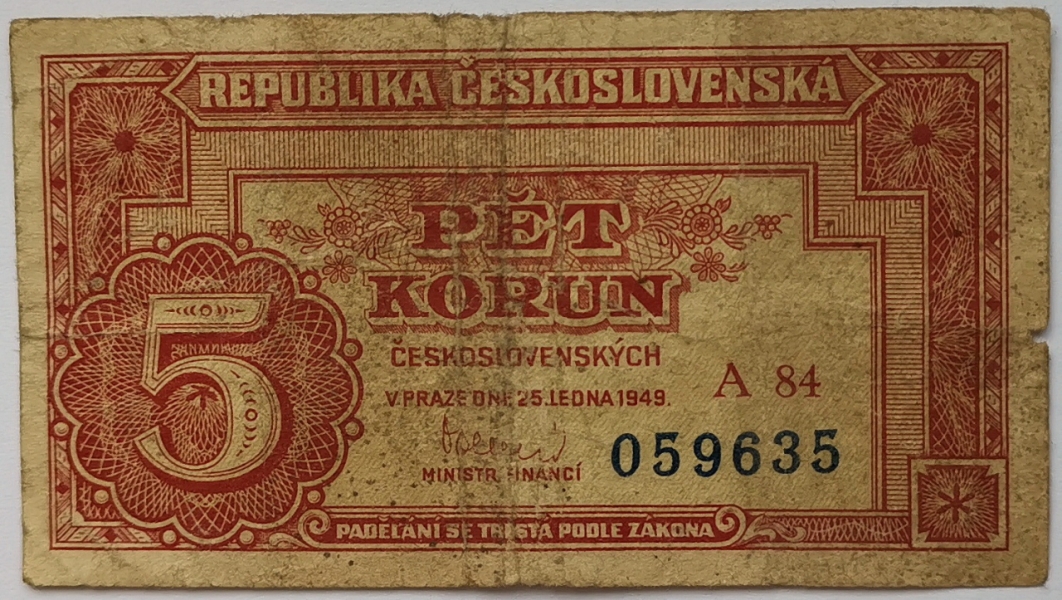 REPUBLIKA ČESKOSLOVENSKÁ
PĚT
KORUN
ČESKOSLOVENSKÝCH
A 84
V PRAZE DNE 25. LEDNA 1949.
059635
MINISTR FINANCÍ
5
PADĚLÁNÍ SE TRESTÁ PODLE ZÁKONA